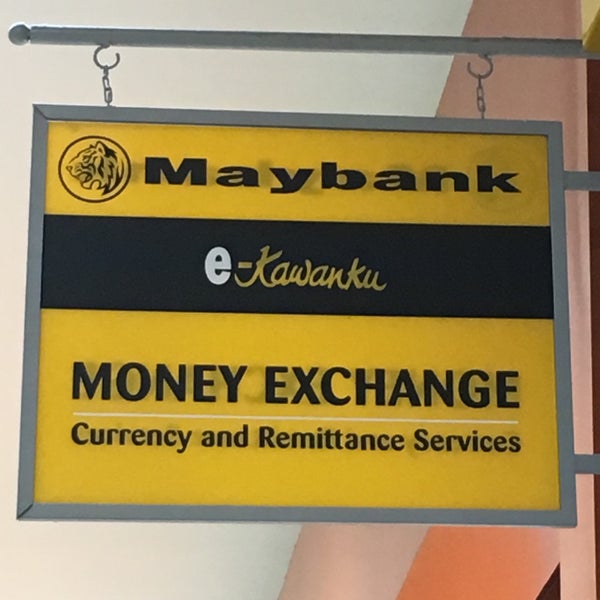 Maybank
e-Kawanku
MONEY EXCHANGE
Currency and Remittance Services